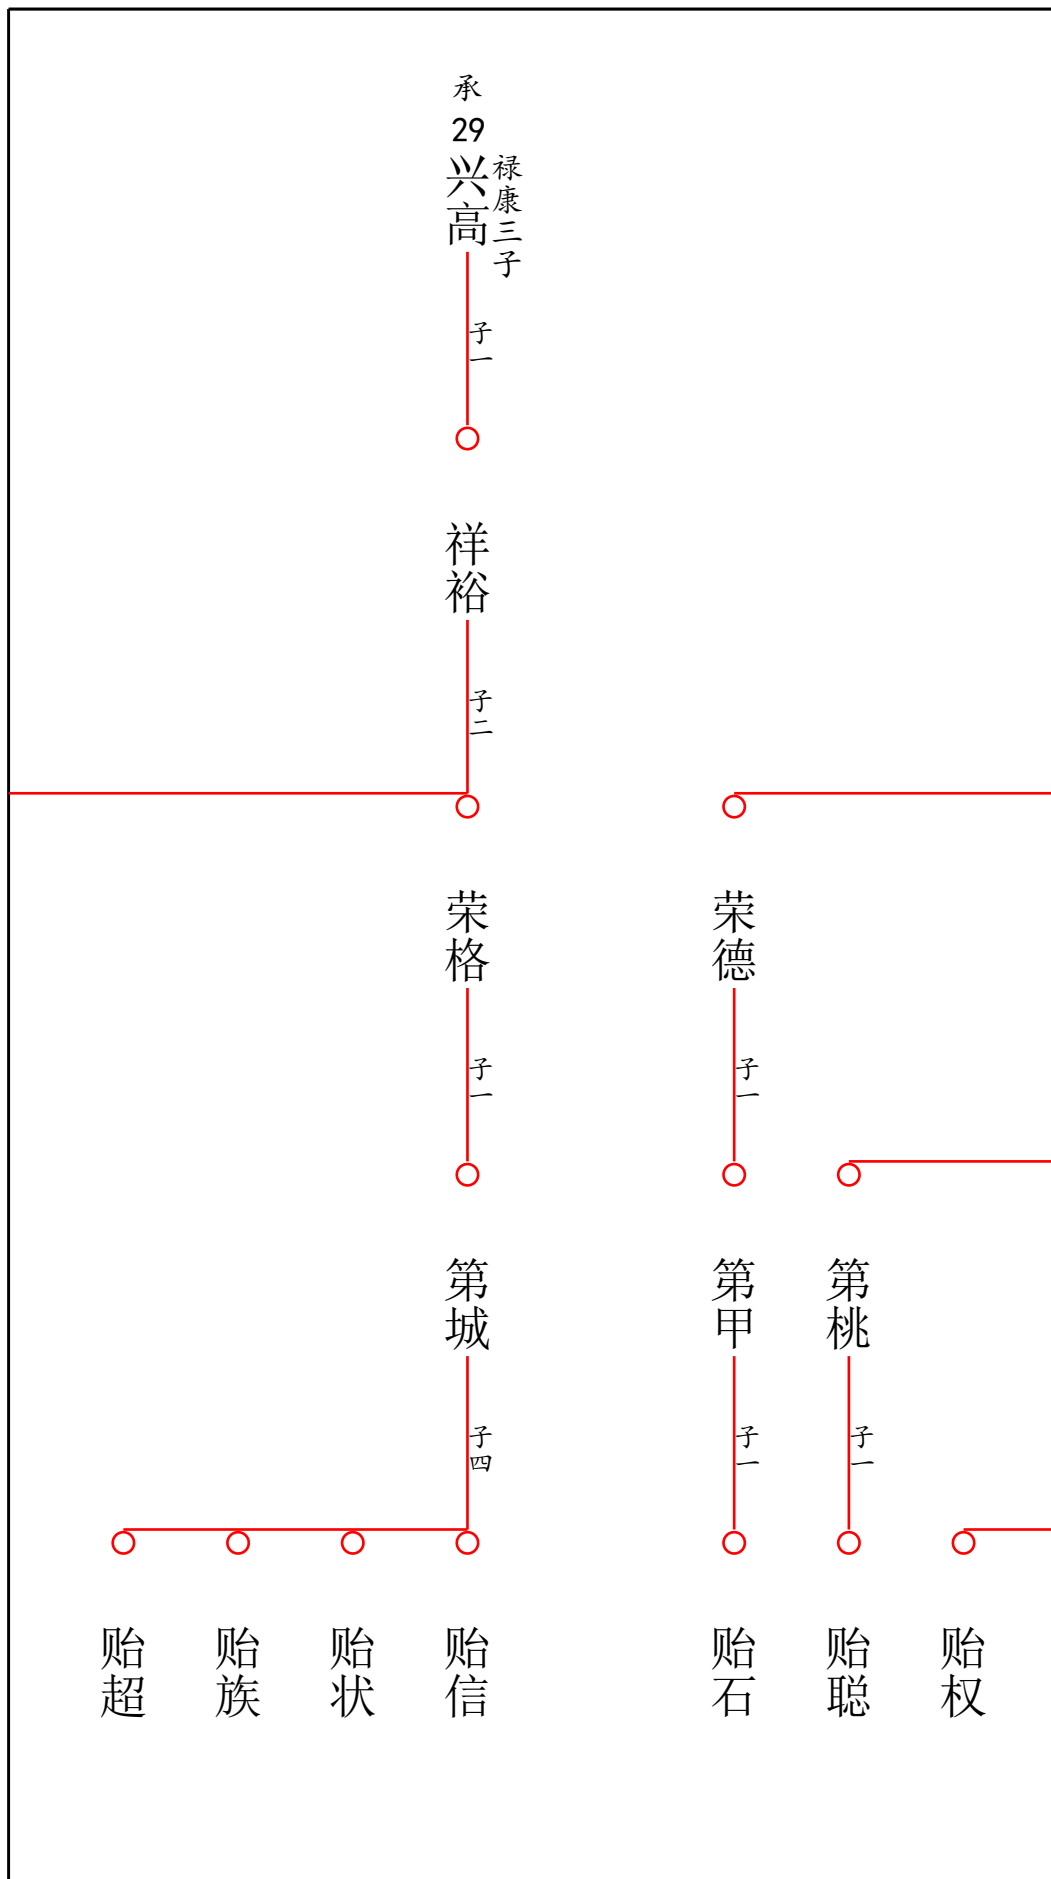 承
29
兴高
禄康三子
子一
祥裕
子二
荣德
荣格
子一
子一
第桃
第甲
第城
子一
子一
子四
贻权
贻聪
贻石
贻信
贻状
贻族
贻超